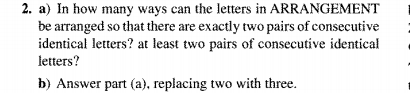 2. a) In how many ways can the letters in ARRANGEMENT
be arranged so that there are exactly two pairs of consecutive
identical letters? at least two pairs of consecutive identical
letters?
b) Answer part (a), replacing two with three.